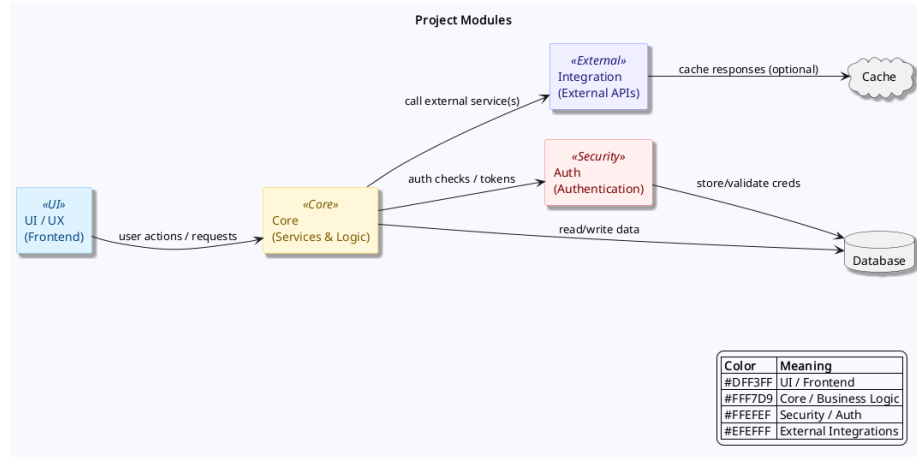 Project Modules
«External»
Integration
(External APIs)
cache responses (optional)
Cache
call external service(s)
«Security»
Auth
(Authentication)
auth checks / tokens
store/validate creds
«UI»
UI / UX
(Frontend)
user actions / requests
«Core»
Core
(Services & Logic)
read/write data
Database
Color Meaning
#DFF3FF UI / Frontend
#FFF7D9 Core / Business Logic
#FFEFEF Security / Auth
#EFEFFF External Integrations